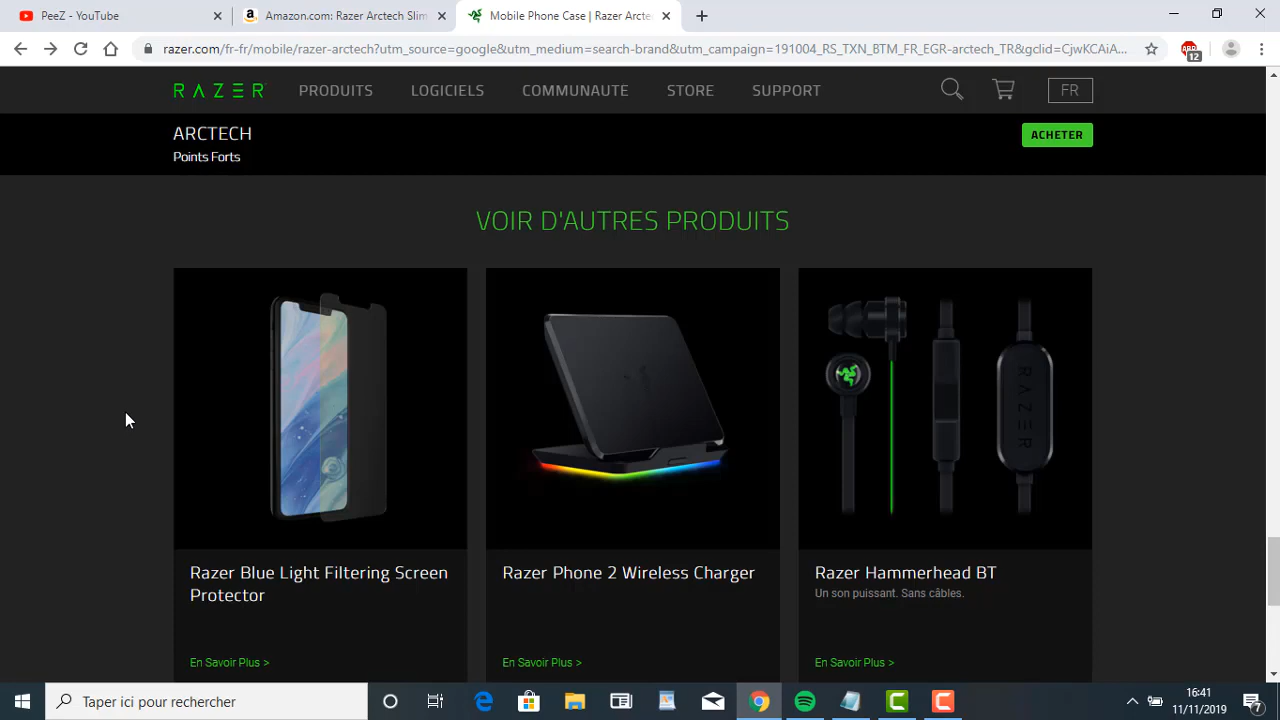 PeeZ - YouTube
Amazon.com: Razer Arctech Slim
Mobile Phone Case | Razer Arcte
razer.com/fr-fr/mobile/razer-arctech?utm_source=google&utm_medium=search-brand&utm_campaign=191004_RS_TXN_BTM_FR_EGR-arctech_TR&gclid=CjwKCAiA...
ABP
12
RAZER
PRODUITS
LOGICIELS
COMMUNAUTE
STORE
SUPPORT
FR
ARCTECH
ACHETER
Points Forts
VOIR D'AUTRES PRODUITS
RAZER
Razer Blue Light Filtering Screen
Protector
En Savoir Plus >
Razer Phone 2 Wireless Charger
En Savoir Plus >
Razer Hammerhead BT
Un son puissant. Sans câbles.
En Savoir Plus >
Taper ici pour rechercher
16:41
11/11/2019
7